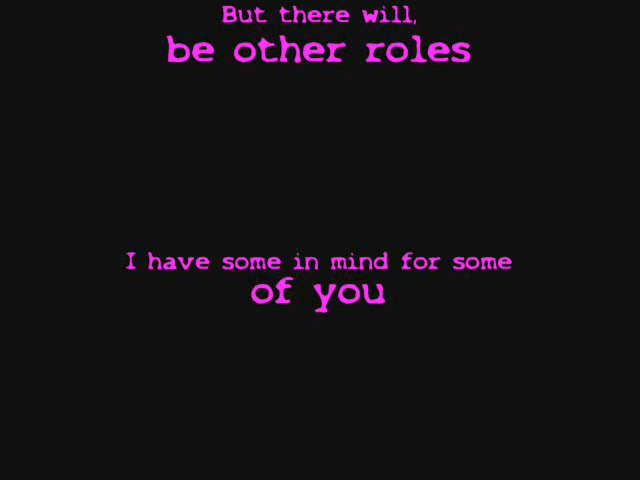 But there will,
be other roles
I have some in mind for some
of you